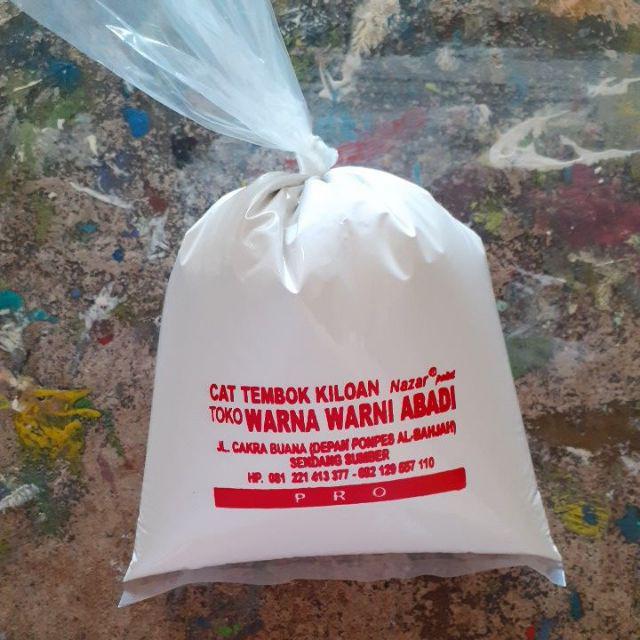 CAT TEMBOK KILOAN Nazar® paint
TOKO WARNA WARNI ABADI
JL. CAKRA BUANA (DEPAN PONPES AL-BAHJAH)
SENDANG SUMBER
HP. 081 221 413 377 - 082 129 557 110
PRO